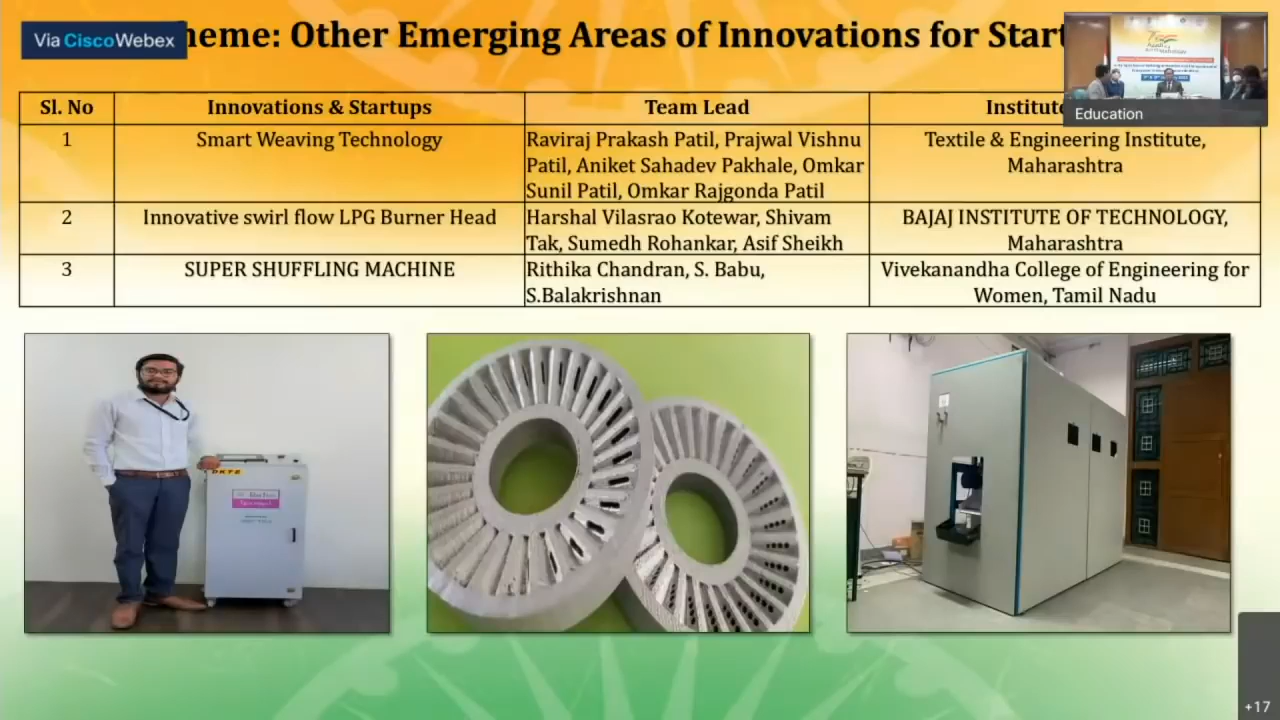 Via Cisco Webex
heme: Other Emerging Areas of Innovations for Start
Education
Sl. No Innovations & Startups Team Lead Institute
1 Smart Weaving Technology Raviraj Prakash Patil, Prajwal Vishnu Textile & Engineering Institute,
Patil, Aniket Sahadev Pakhale, Omkar Maharashtra
Sunil Patil, Omkar Rajgonda Patil
2 Innovative swirl flow LPG Burner Head Harshal Vilasrao Kotewar, Shivam BAJAJ INSTITUTE OF TECHNOLOGY,
Tak, Sumedh Rohankar, Asif Sheikh Maharashtra
3 SUPER SHUFFLING MACHINE Rithika Chandran, S. Babu, Vivekanandha College of Engineering for
S.Balakrishnan Women, Tamil Nadu
DKTE
+17